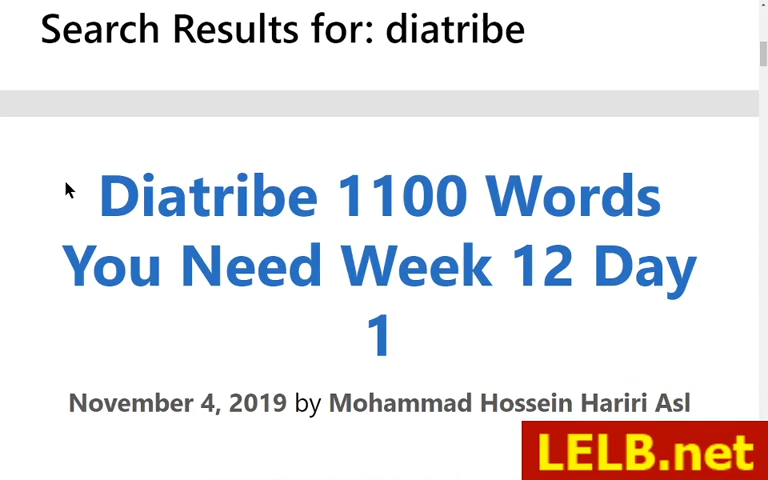 Search Results for: diatribe
Diatribe 1100 Words
You Need Week 12 Day
1
November 4, 2019 by Mohammad Hossein Hariri Asl
LELB.net